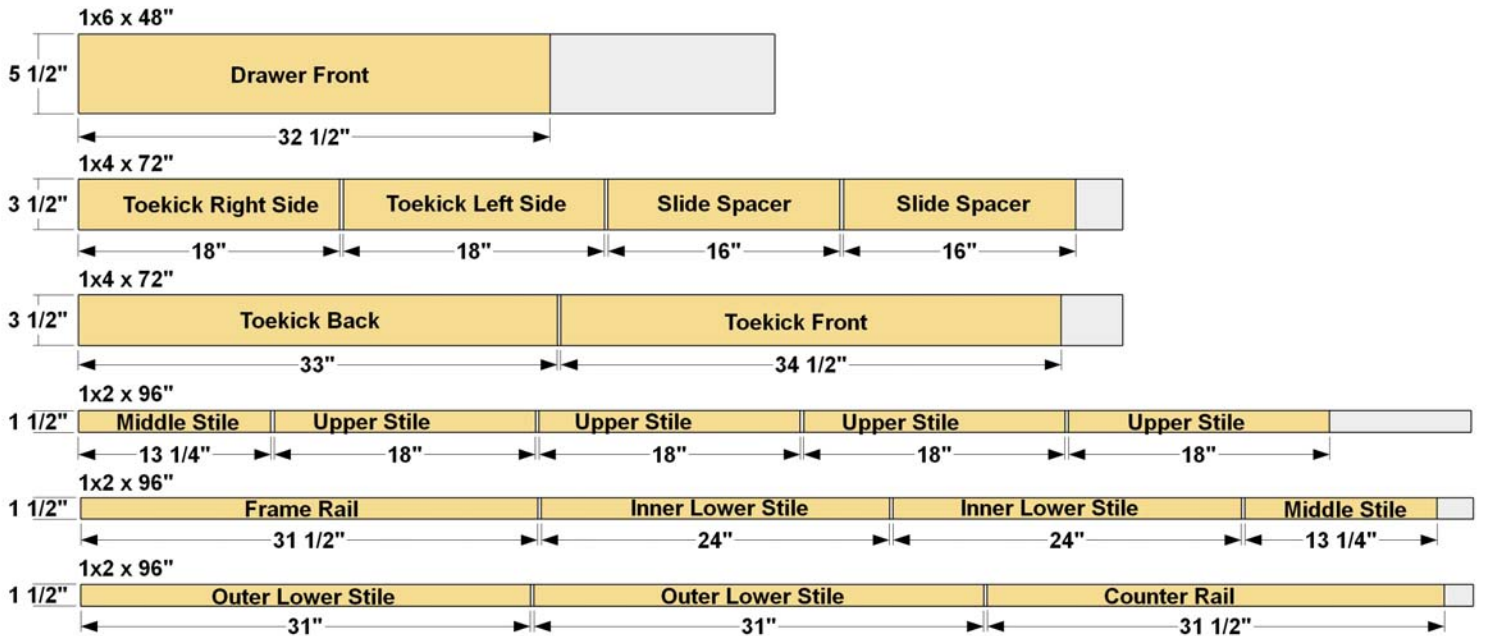 1x6 x 48"
5 1/2"
Drawer Front
32 1/2"
1x4 x 72"
3 1/2"
Toekick Right Side Toekick Left Side Slide Spacer Slide Spacer
18" 18" 16" 16"
1x4 x 72"
3 1/2"
Toekick Back Toekick Front
33" 34 1/2"
1x2 x 96"
1 1/2"
Middle Stile Upper Stile Upper Stile Upper Stile Upper Stile
13 1/4" 18" 18" 18" 18"
1x2 x 96"
1 1/2"
Frame Rail Inner Lower Stile Inner Lower Stile Middle Stile
31 1/2" 24" 24" 13 1/4"
1x2 x 96"
1 1/2"
Outer Lower Stile Outer Lower Stile Counter Rail
31" 31" 31 1/2"